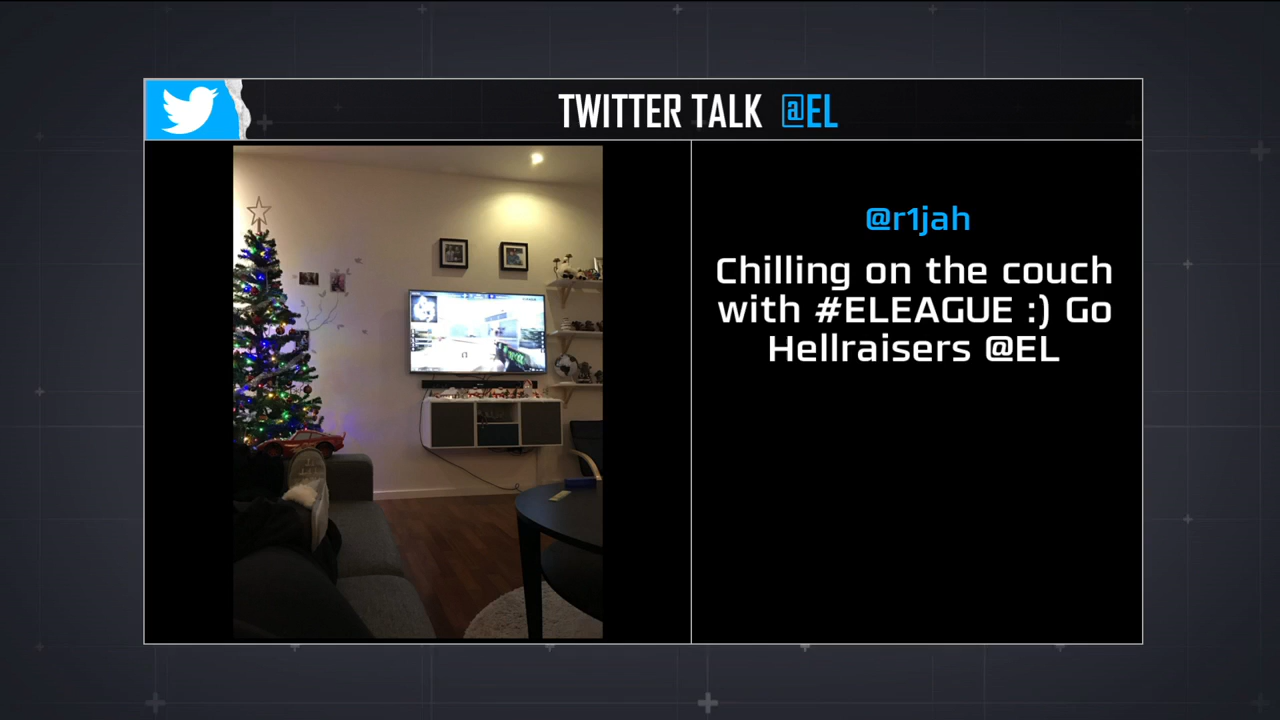 TWITTER TALK @EL
@r1jah
Chilling on the couch
with #ELEAGUE :) Go
Hellraisers @EL